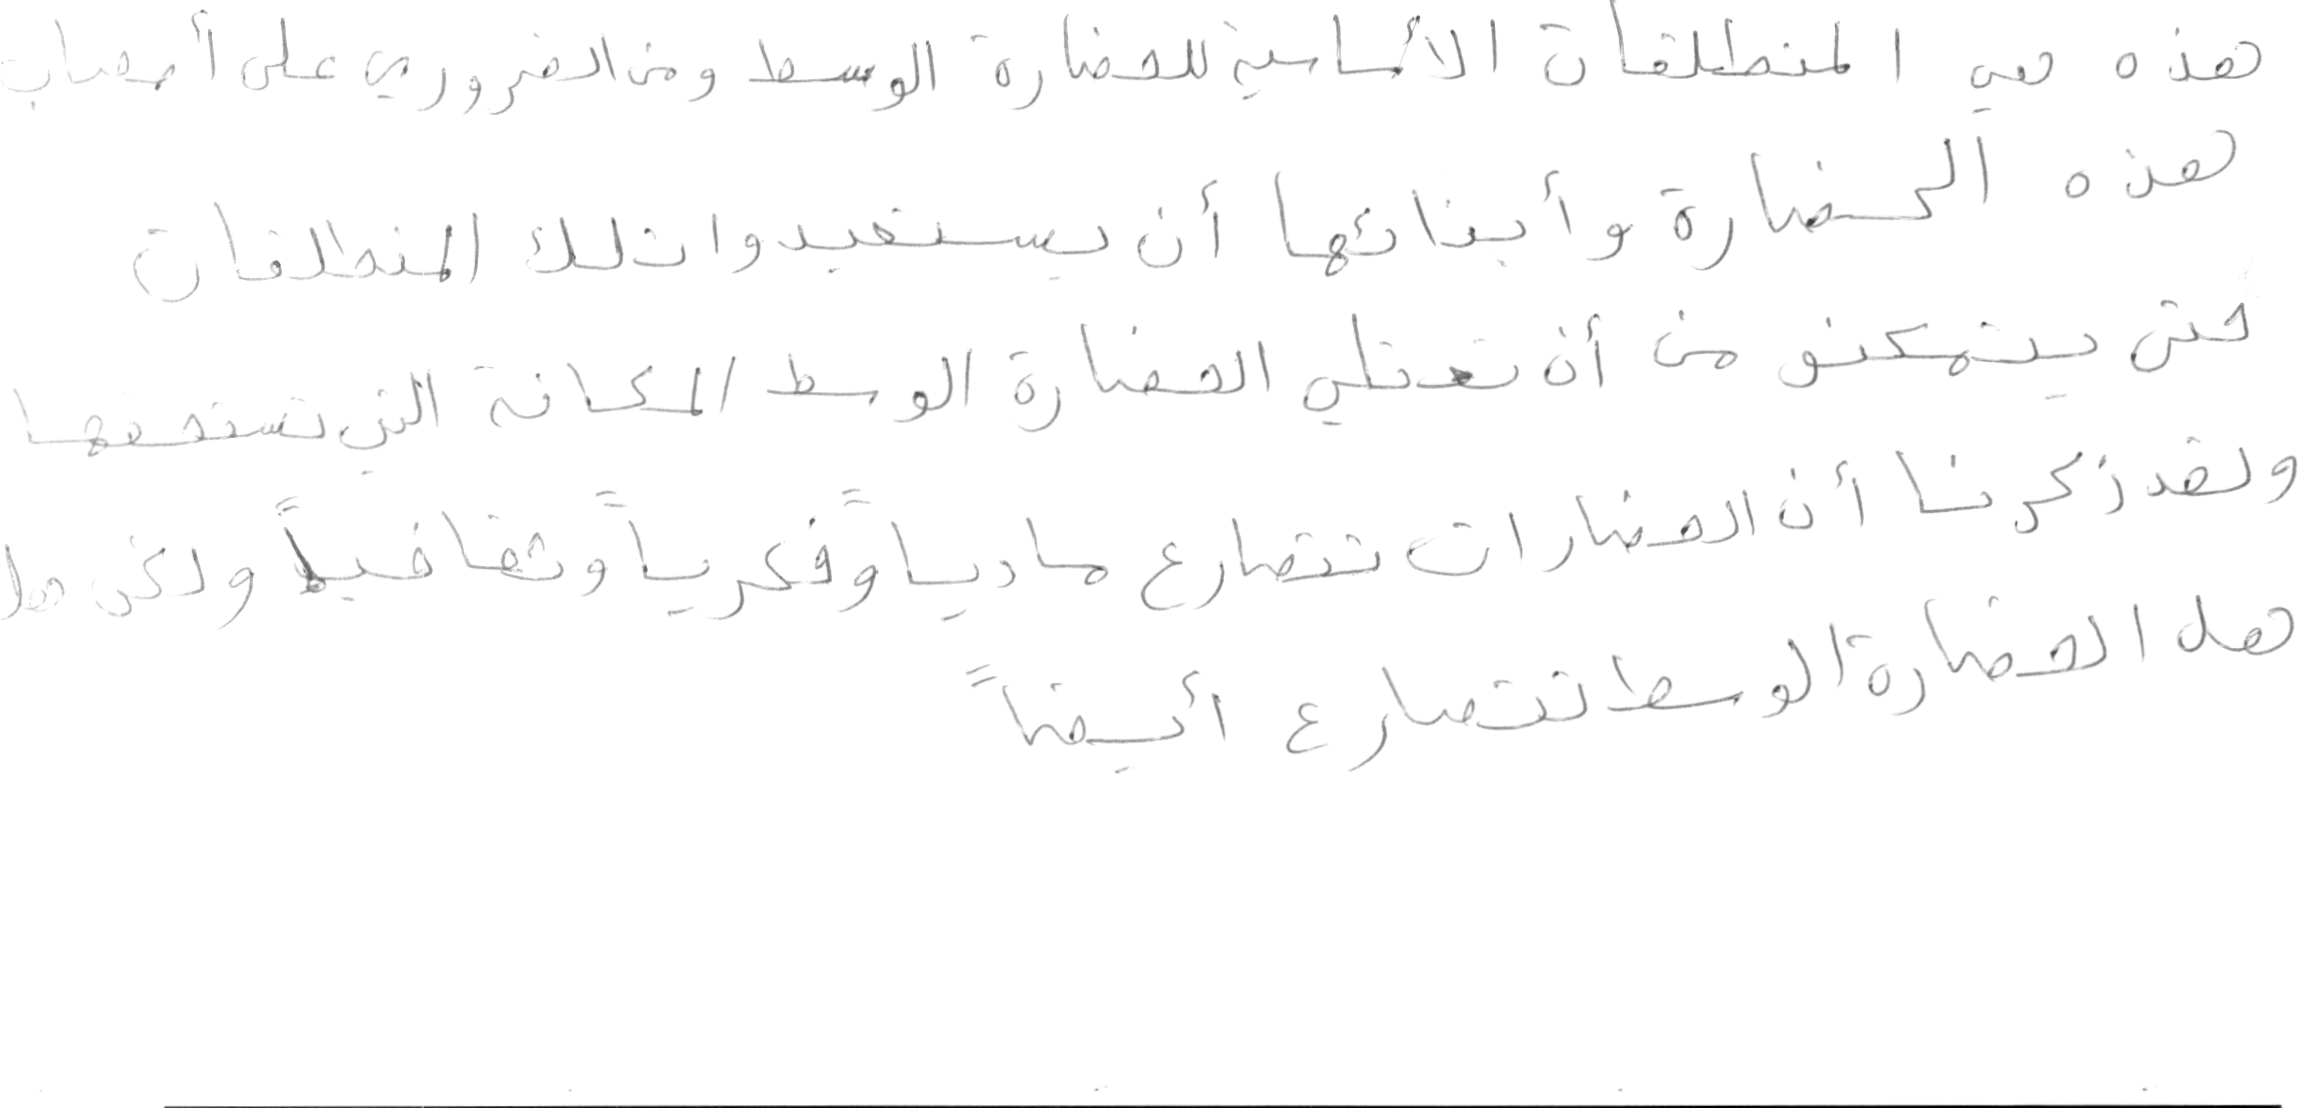 هذه هي المنطلقات الأساسية للحضارة الوسط ومن الضروري على أصحاب
هذه الحضارة وأبنائها أن يستفيدوا تلك المنطلقات
حتى يتمكنو من أن تعتلي الحضارة الوسط المكانة التي تستحقها
ولقد ذكرنا أن الحضارات تتصارع مادياً وفكرياً وثقافياً ولكن هل
هل الحضارة الوسط تتصارع أيضاً